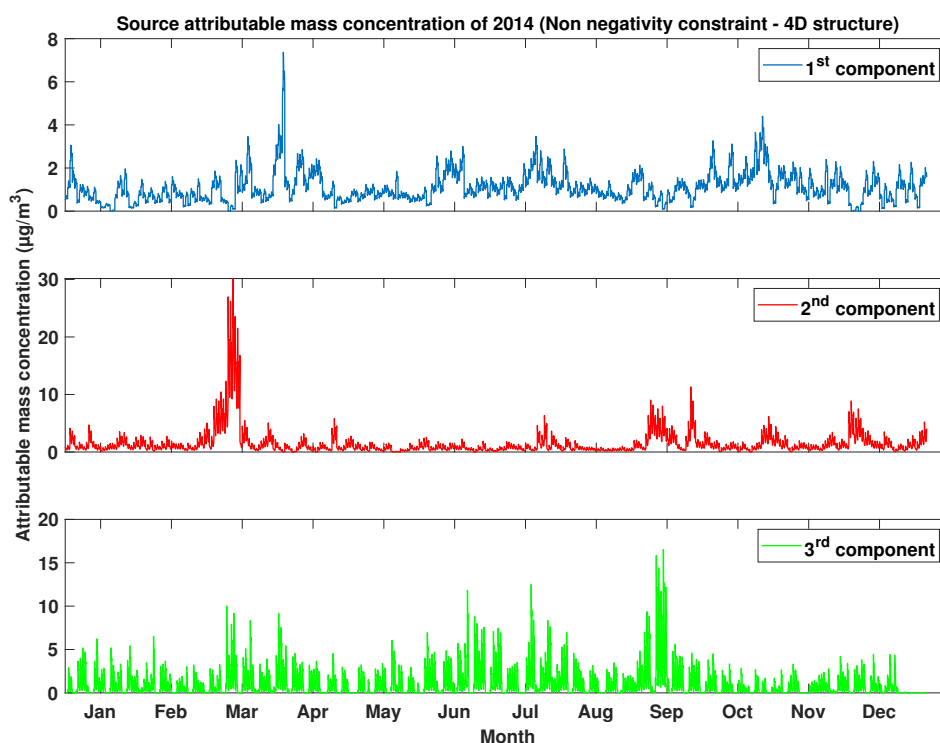 Source attributable mass concentration of 2014 (Non negativity constraint - 4D structure)
8
6
4
2
0
1st component
30
20
10
0
2nd component
20
15
10
5
0
3rd component
Attributable mass concentration (μg/m3)
Jan Feb Mar Apr May Jun Jul Aug Sep Oct Nov Dec
Month